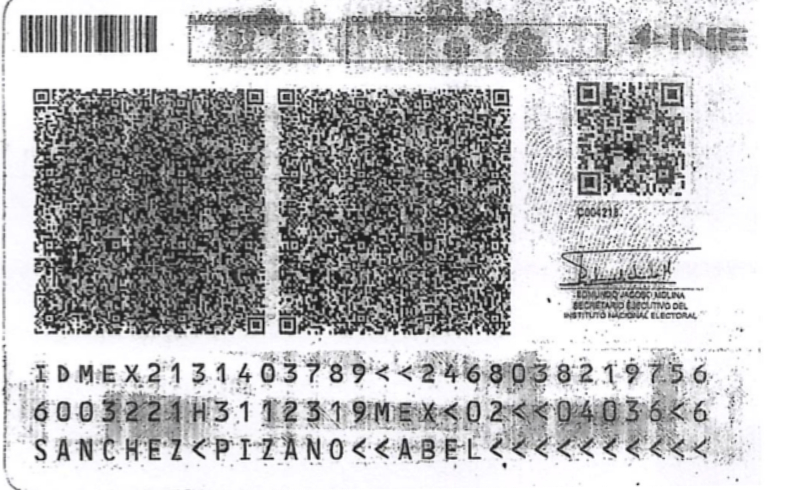 ELECCIONES FEDERALES LOCALES Y EXTRAORDINARIAS
INE
EDMUNDO JACOBO MOLINA
SECRETARIO EJECUTIVO DEL
INSTITUTO NACIONAL ELECTORAL
IDMEX2131403789<<2468038219756
6003221H3112319MEX<02<<04036<6
SANCHEZ<PIZANO<<ABEL<<<<<<<<<<